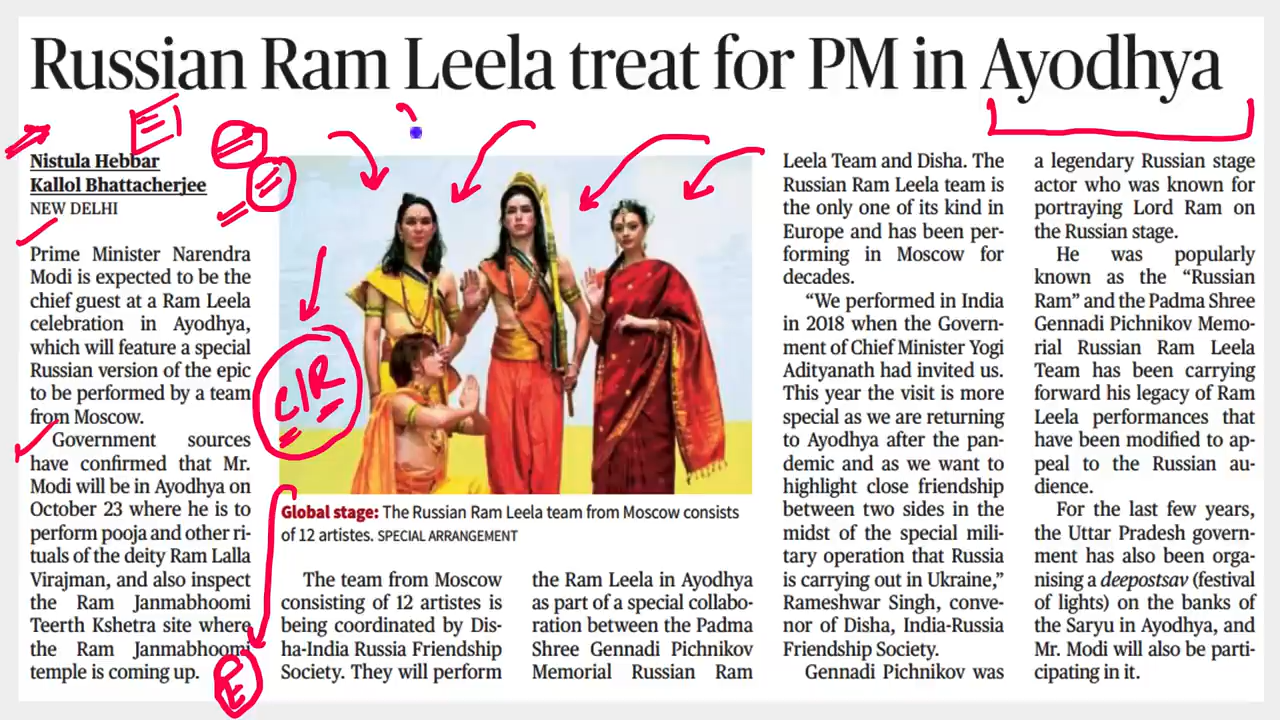 Russian Ram Leela treat for PM in Ayodhya
Nistula Hebbar
Kallol Bhattacherjee
NEW DELHI
Prime Minister Narendra
Modi is expected to be the
chief guest at a Ram Leela
celebration in Ayodhya,
which will feature a special
Russian version of the epic
to be performed by a team
from Moscow.
Government sources
have confirmed that Mr.
Modi will be in Ayodhya on
October 23 where he is to
perform pooja and other ri-
tuals of the deity Ram Lalla
Virajman, and also inspect
the Ram Janmabhoomi
Teerth Kshetra site where
the Ram Janmabhoomi
temple is coming up.
E
C/R
Global stage: The Russian Ram Leela team from Moscow consists
of 12 artistes. SPECIAL ARRANGEMENT
The team from Moscow
consisting of 12 artistes is
being coordinated by Dis-
ha-India Russia Friendship
Society. They will perform
the Ram Leela in Ayodhya
as part of a special collabo-
ration between the Padma
Shree Gennadi Pichnikov
Memorial Russian Ram
Leela Team and Disha. The
Russian Ram Leela team is
the only one of its kind in
Europe and has been per-
forming in Moscow for
decades.
“We performed in India
in 2018 when the Govern-
ment of Chief Minister Yogi
Adityanath had invited us.
This year the visit is more
special as we are returning
to Ayodhya after the pan-
demic and as we want to
highlight close friendship
between two sides in the
midst of the special mili-
tary operation that Russia
is carrying out in Ukraine,”
Rameshwar Singh, conve-
nor of Disha, India-Russia
Friendship Society.
Gennadi Pichnikov was
a legendary Russian stage
actor who was known for
portraying Lord Ram on
the Russian stage.
He was popularly
known as the “Russian
Ram” and the Padma Shree
Gennadi Pichnikov Memo-
rial Russian Ram Leela
Team has been carrying
forward his legacy of Ram
Leela performances that
have been modified to ap-
peal to the Russian au-
dience.
For the last few years,
the Uttar Pradesh govern-
ment has also been orga-
nising a deepostsav (festival
of lights) on the banks of
the Saryu in Ayodhya, and
Mr. Modi will also be parti-
cipating in it.